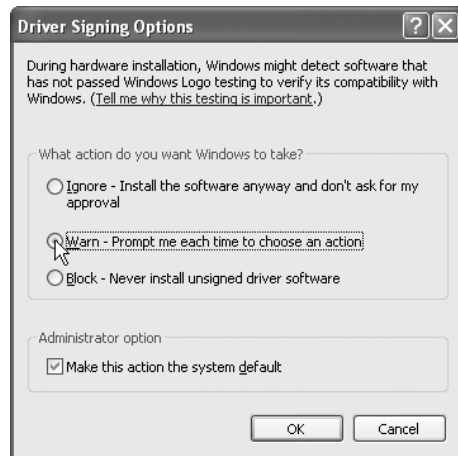 Driver Signing Options
During hardware installation, Windows might detect software that
has not passed Windows Logo testing to verify its compatibility with
Windows. (Tell me why this testing is important.)
What action do you want Windows to take?
Ignore - Install the software anyway and don't ask for my
approval
Warn - Prompt me each time to choose an action
Block - Never install unsigned driver software
Administrator option
Make this action the system default
OK Cancel